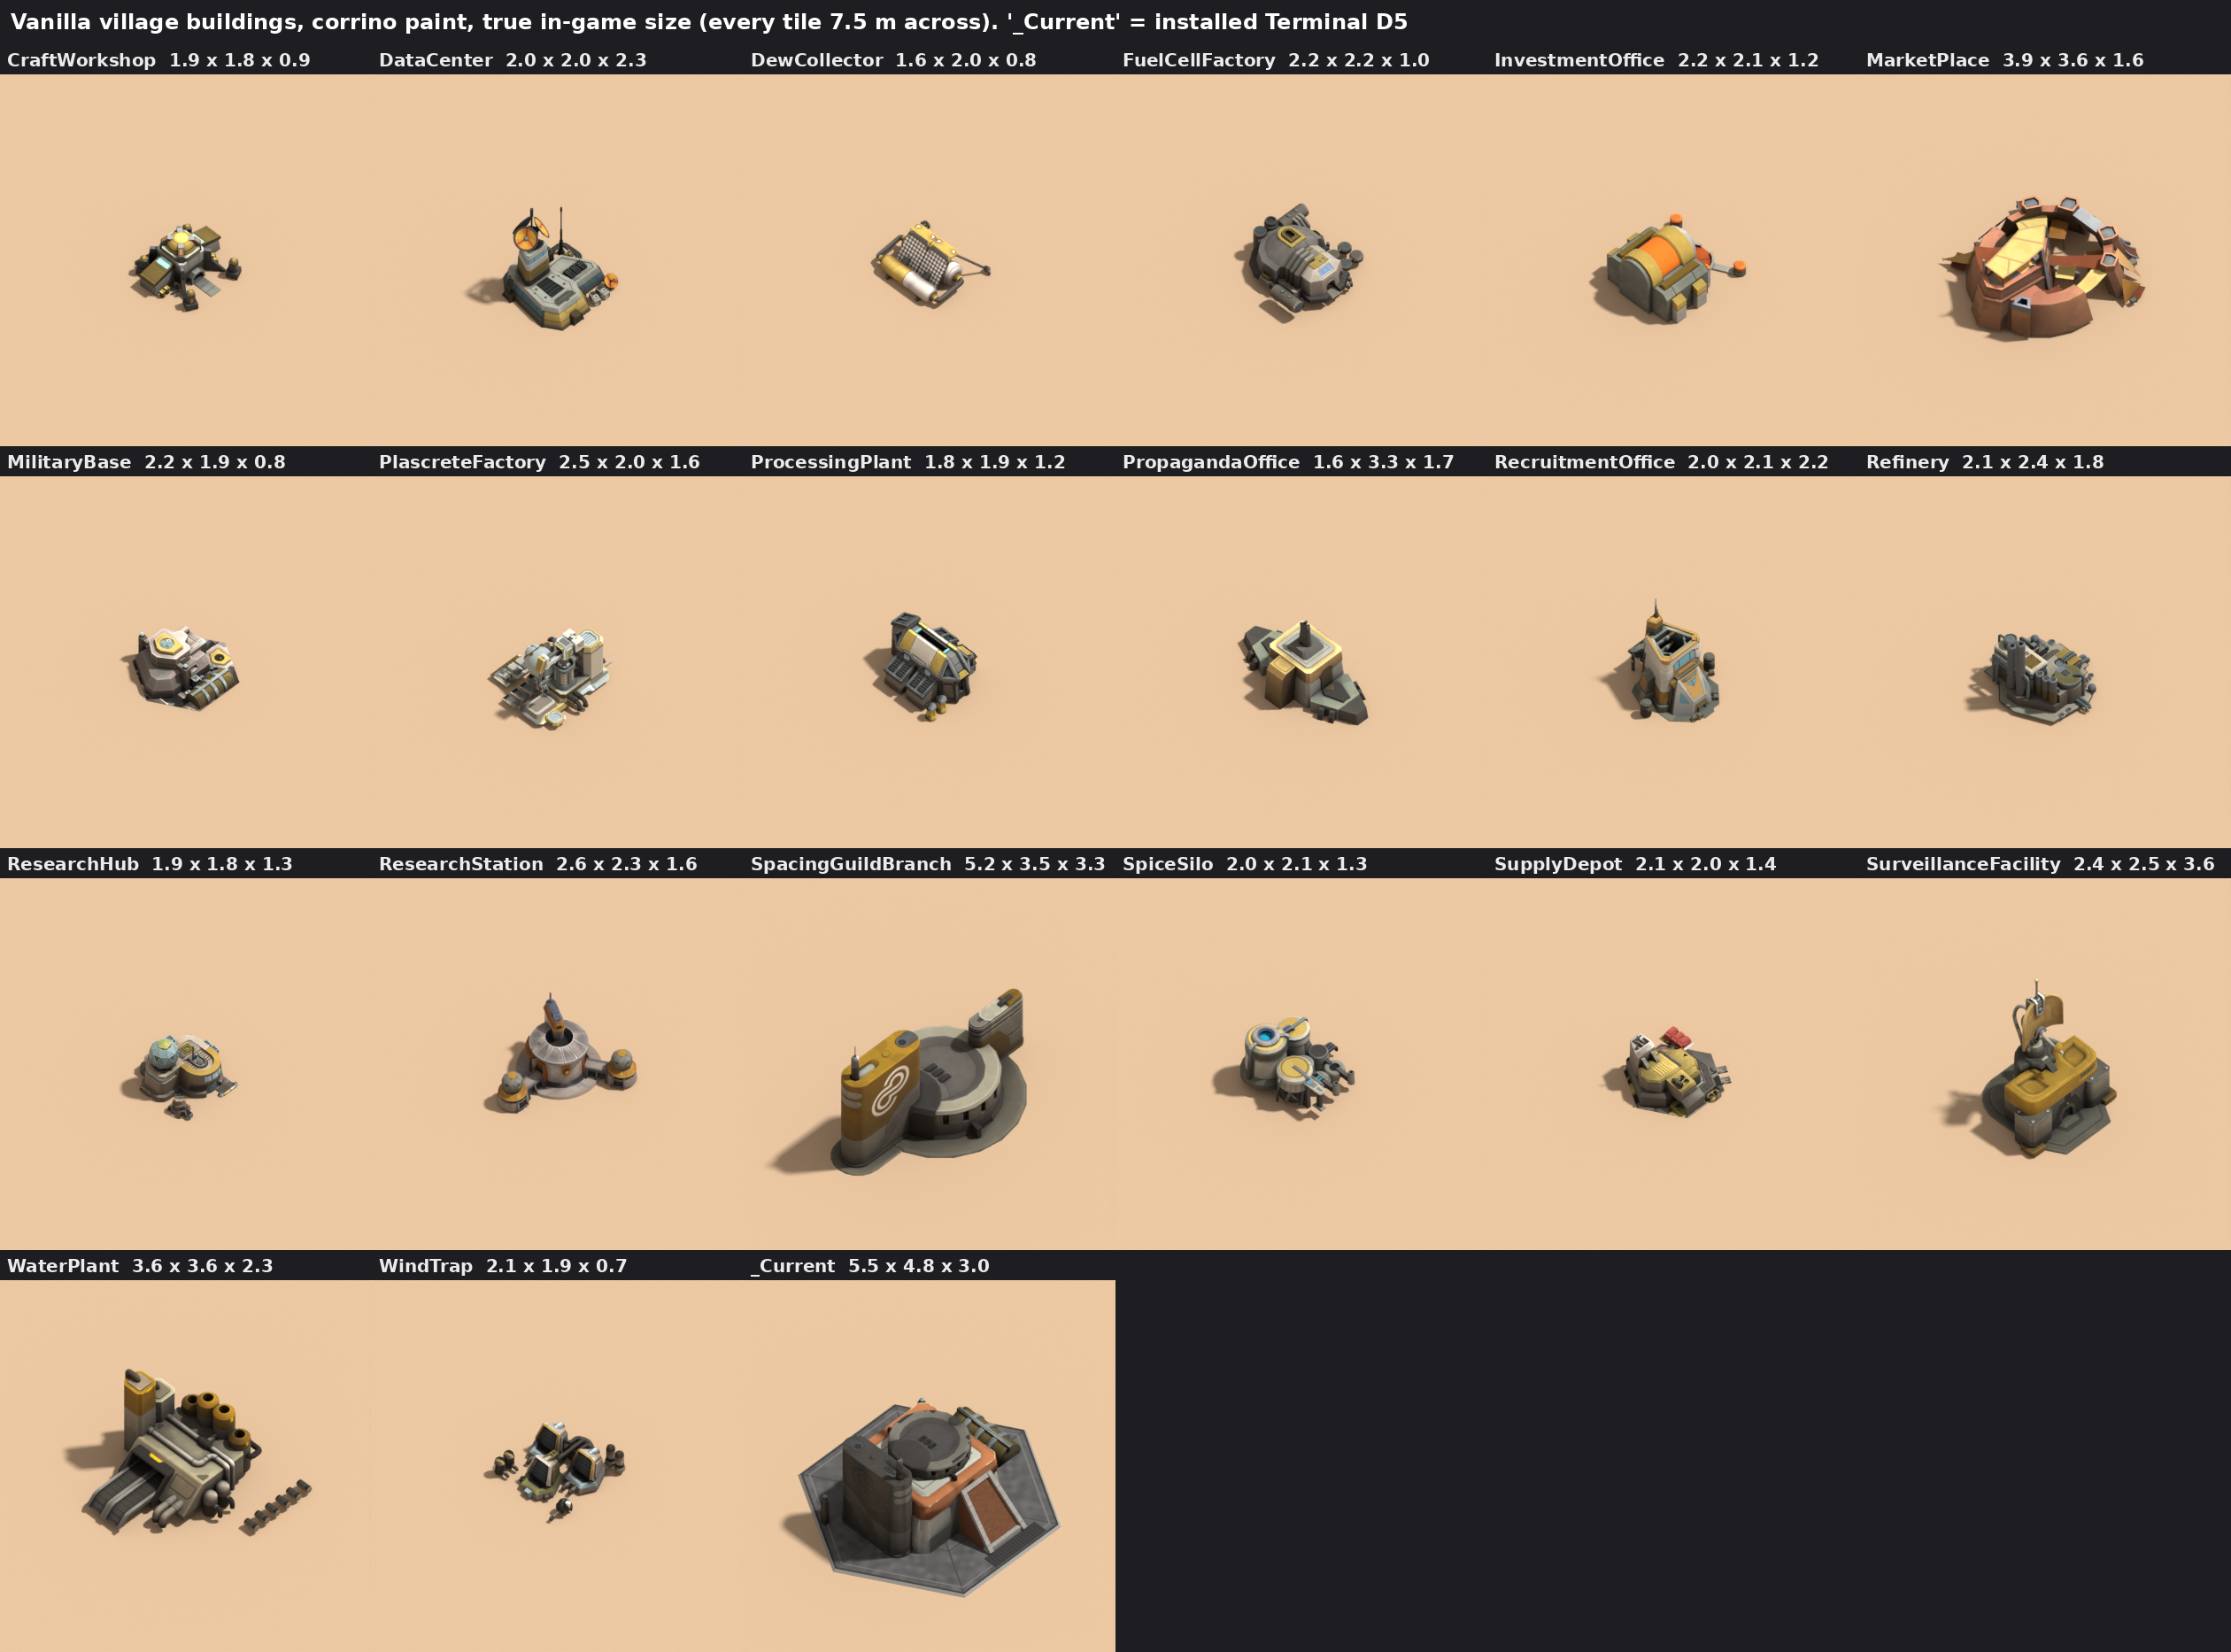 Vanilla village buildings, corrino paint, true in-game size (every tile 7.5 m across). '_Current' = installed Terminal D5
CraftWorkshop 1.9 x 1.8 x 0.9
DataCenter 2.0 x 2.0 x 2.3
DewCollector 1.6 x 2.0 x 0.8
FuelCellFactory 2.2 x 2.2 x 1.0
InvestmentOffice 2.2 x 2.1 x 1.2
MarketPlace 3.9 x 3.6 x 1.6
MilitaryBase 2.2 x 1.9 x 0.8
PlascreteFactory 2.5 x 2.0 x 1.6
ProcessingPlant 1.8 x 1.9 x 1.2
PropagandaOffice 1.6 x 3.3 x 1.7
RecruitmentOffice 2.0 x 2.1 x 2.2
Refinery 2.1 x 2.4 x 1.8
ResearchHub 1.9 x 1.8 x 1.3
ResearchStation 2.6 x 2.3 x 1.6
SpacingGuildBranch 5.2 x 3.5 x 3.3
SpiceSilo 2.0 x 2.1 x 1.3
SupplyDepot 2.1 x 2.0 x 1.4
SurveillanceFacility 2.4 x 2.5 x 3.6
WaterPlant 3.6 x 3.6 x 2.3
WindTrap 2.1 x 1.9 x 0.7
_Current 5.5 x 4.8 x 3.0